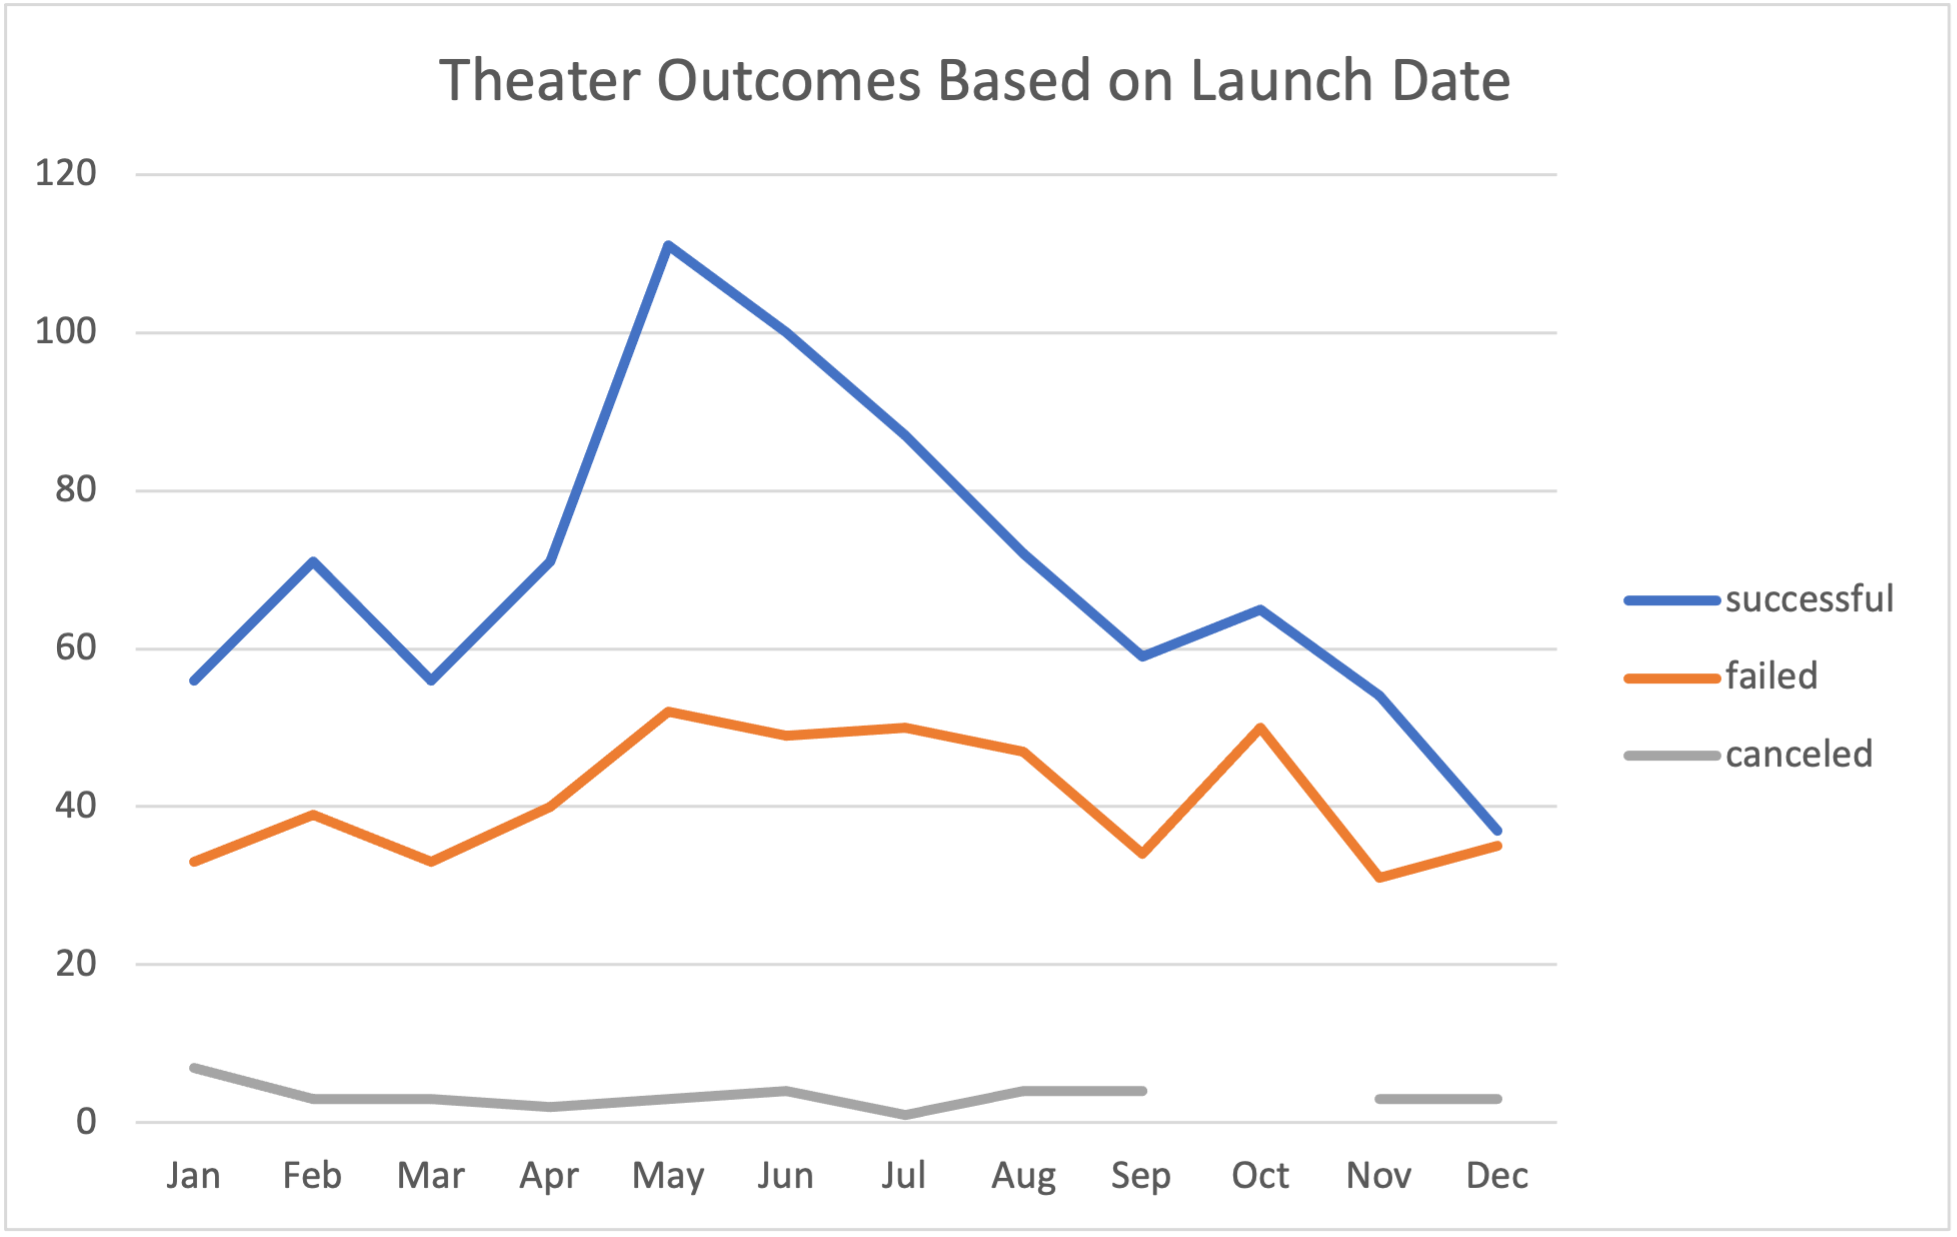 Theater Outcomes Based on Launch Date
120
100
80
60
40
20
0
Jan Feb Mar Apr May Jun Jul Aug Sep Oct Nov Dec
successful
failed
canceled